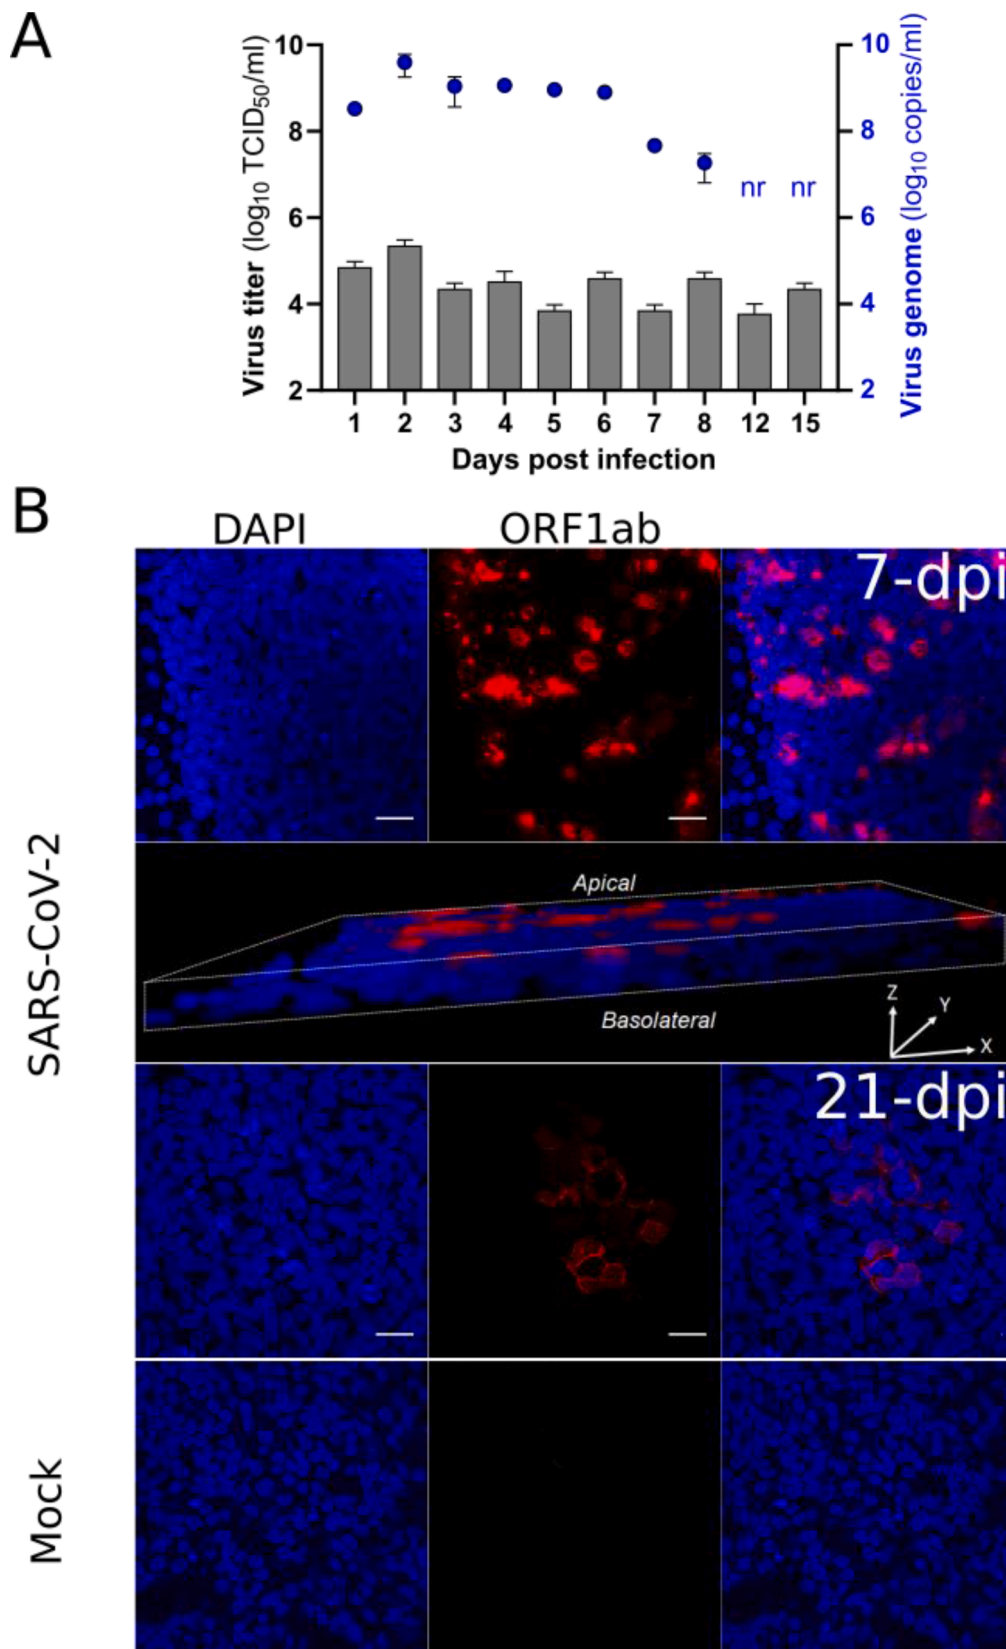 A
10
8
6
4
2
Virus titer (log10 TCID50/ml)
10
8
6
4
2
Virus genome (log10 copies/ml)
nr nr
1 2 3 4 5 6 7 8 12 15
Days post infection
B
DAPI ORF1ab
7-dpi
SARS-CoV-2
Apical
Basolateral
Z
Y
X
21-dpi
Mock